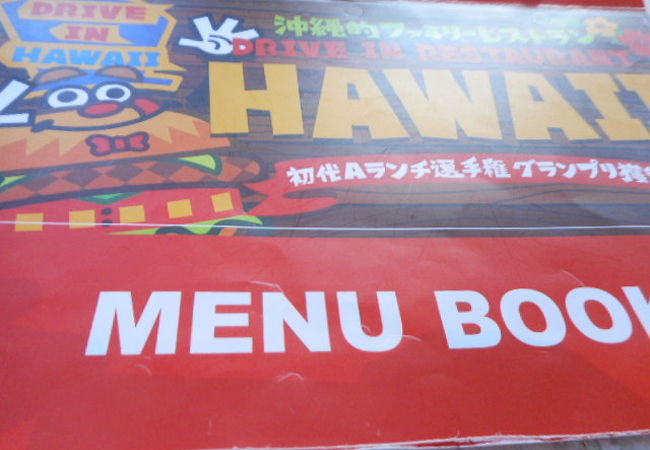 DRIVE
IN
HAWAII
沖縄的ファミリーレストラン
DRIVE IN RESTAURANT
HAWAII
初代Aランチ選手権グランプリ獲
MENU BOOK